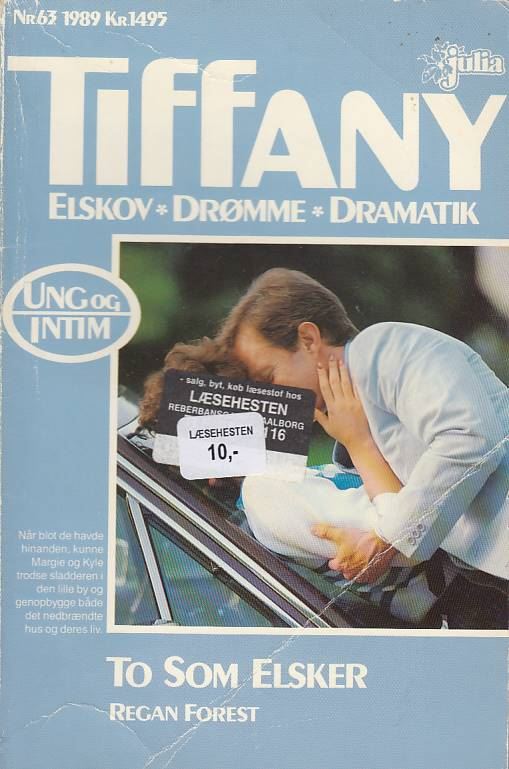 Nr.63 1989 Kr.14.95
Julia
Tiffany
ELSKOV * DRØMME * DRAMATIK
UNG OG
INTIM
- salg, byt, køb læsestof hos
LÆSEHESTEN
AALBORG
116
LÆSEHESTEN
10,-
Når blot de havde
hinanden, kunne
Margie og Kyle
trodse sladderen i
den lille by og
genopbygge både
det nedbrændte
hus og deres liv.
TO SOM ELSKER
REGAN FOREST